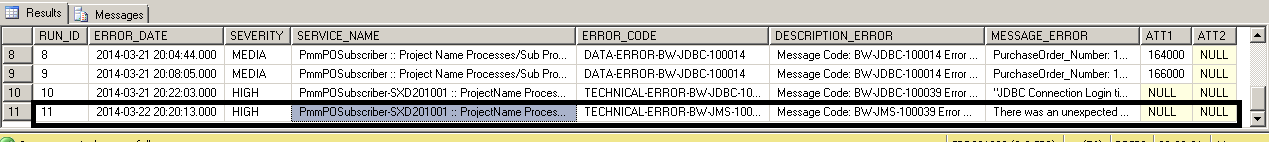 Results Messages
RUN_ID ERROR_DATE SEVERITY SERVICE_NAME ERROR_CODE DESCRIPTION_ERROR MESSAGE_ERROR ATT1 ATT2
8 8 2014-03-21 20:04:44.000 MEDIA PmmPOSubscriber :: Project Name Processes/Sub Pro... DATA-ERROR-BW-JDBC-100014 Message Code: BW-JDBC-100014 Error ... PurchaseOrder_Number: 1... 164000 NULL
9 9 2014-03-21 20:08:05.000 MEDIA PmmPOSubscriber :: Project Name Processes/Sub Pro... DATA-ERROR-BW-JDBC-100014 Message Code: BW-JDBC-100014 Error ... PurchaseOrder_Number: 1... 166000 NULL
10 10 2014-03-21 20:22:03.000 HIGH PmmPOSubscriber-SXD201001 :: ProjectName Proces... TECHNICAL-ERROR-BW-JDBC-10... Message Code: BW-JDBC-100039 Error ... "JDBC Connection Login ti... NULL NULL
11 11 2014-03-22 20:20:13.000 HIGH PmmPOSubscriber-SXD201001 :: ProjectName Proces... TECHNICAL-ERROR-BW-JMS-100... Message Code: BW-JMS-100039 Error ... There was an unexpected ... NULL NULL